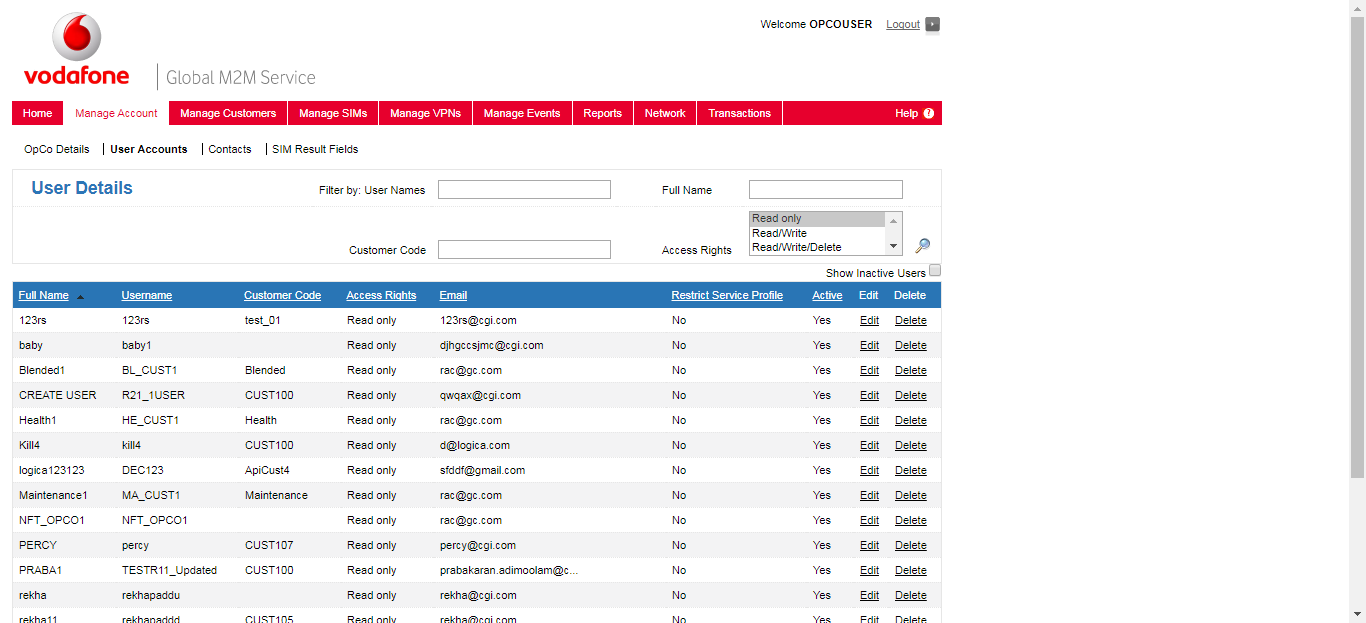 Welcome OPCOUSER Logout
vodafone
Global M2M Service
Home Manage Account Manage Customers Manage SIMs Manage VPNs Manage Events Reports Network Transactions Help ?
OpCo Details User Accounts Contacts SIM Result Fields
User Details Filter by: User Names Full Name
Read only
Read/Write
Customer Code Access Rights Read/Write/Delete
Show Inactive Users
Full Name Username Customer Code Access Rights Email Restrict Service Profile Active Edit Delete
123rs 123rs test_01 Read only 123rs@cgi.com No Yes Edit Delete
baby baby1 Read only djhgccsjmc@cgi.com No Yes Edit Delete
Blended1 BL_CUST1 Blended Read only rac@gc.com No Yes Edit Delete
CREATE USER R21_1USER CUST100 Read only qwqax@cgi.com No Yes Edit Delete
Health1 HE_CUST1 Health Read only rac@gc.com No Yes Edit Delete
Kill4 kill4 CUST100 Read only d@logica.com No Yes Edit Delete
logica123123 DEC123 ApiCust4 Read only sfddf@gmail.com No Yes Edit Delete
Maintenance1 MA_CUST1 Maintenance Read only rac@gc.com No Yes Edit Delete
NFT_OPCO1 NFT_OPCO1 Read only rac@gc.com No Yes Edit Delete
PERCY percy CUST107 Read only percy@cgi.com No Yes Edit Delete
PRABA1 TESTR11_Updated CUST100 Read only prabakaran.adimoolam@c... No Yes Edit Delete
rekha rekhapaddu Read only rekha@cgi.com No Yes Edit Delete
rekha11 rekhapaddd CUST105 Read only rekha@cgi.com No Yes Edit Delete